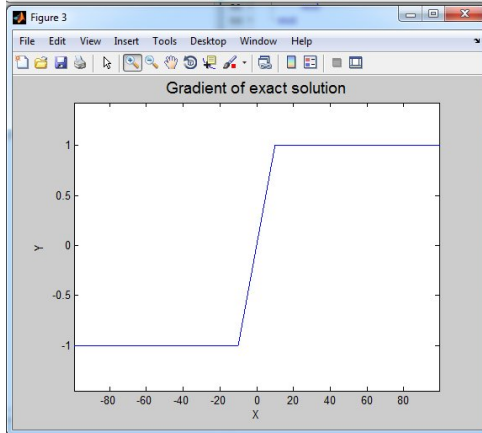 Figure 3
File Edit View Insert Tools Desktop Window Help
Gradient of exact solution
1
0.5
0
-0.5
-1
Y
-80 -60 -40 -20 0 20 40 60 80
X